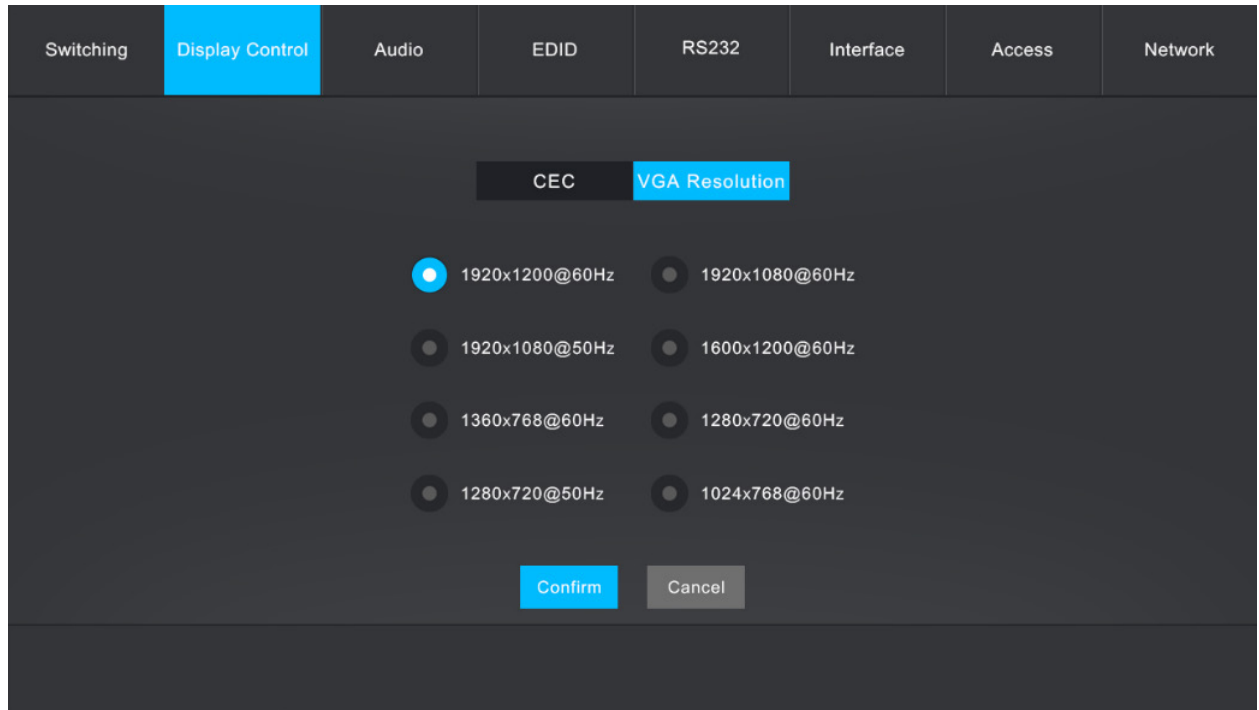 Switching Display Control Audio EDID RS232 Interface Access Network
CEC VGA Resolution
1920x1200@60Hz 1920x1080@60Hz
1920x1080@50Hz 1600x1200@60Hz
1360x768@60Hz 1280x720@60Hz
1280x720@50Hz 1024x768@60Hz
Confirm Cancel